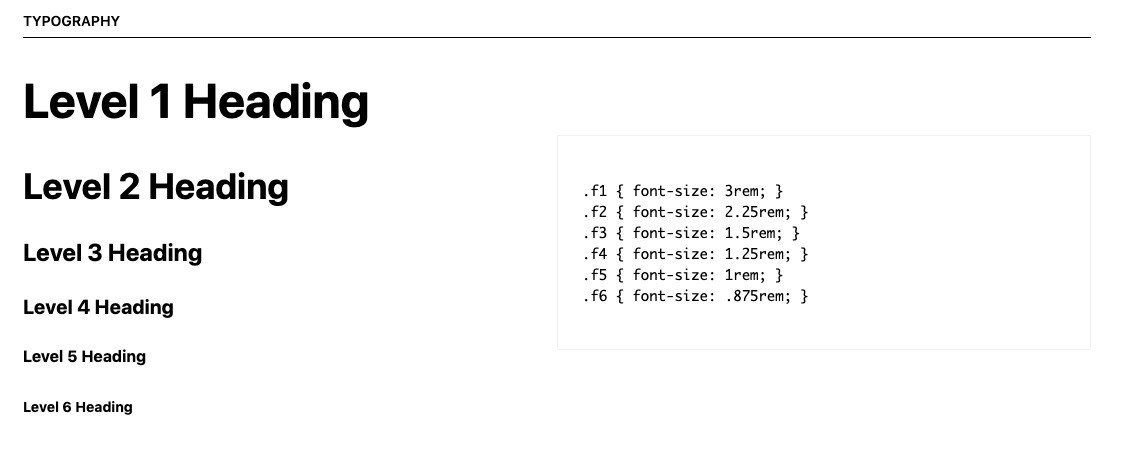 TYPOGRAPHY
Level 1 Heading
Level 2 Heading
Level 3 Heading
Level 4 Heading
Level 5 Heading
Level 6 Heading
.f1 { font-size: 3rem; }
.f2 { font-size: 2.25rem; }
.f3 { font-size: 1.5rem; }
.f4 { font-size: 1.25rem; }
.f5 { font-size: 1rem; }
.f6 { font-size: .875rem; }